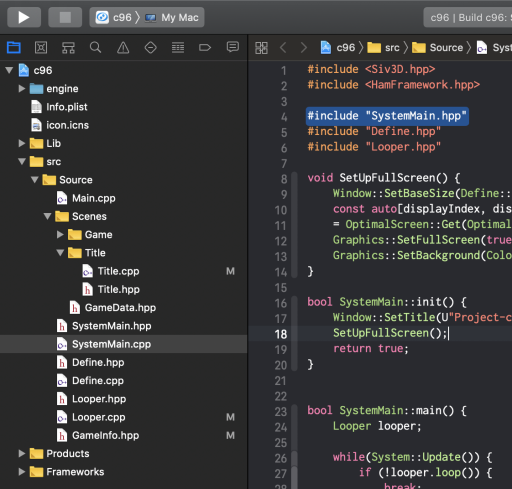 c96
My Mac
c96 | Build c96:
c96
engine
Info.plist
icon.icns
Lib
src
Source
Main.cpp
Scenes
Game
Title
Title.cpp M
Title.hpp
GameData.hpp
SystemMain.hpp
SystemMain.cpp
Define.hpp
Define.cpp
Looper.hpp
Looper.cpp M
GameInfo.hpp M
Products
Frameworks
c96 > src > Source > Sys
1 #include <Siv3D.hpp>
2 #include <HamFramework.hpp>
3
4 #include "SystemMain.hpp"
5 #include "Define.hpp"
6 #include "Looper.hpp"
7
8 void SetUpFullScreen() {
9 Window::SetBaseSize(Define::
10 const auto[displayIndex, dis
11 = OptimalScreen::Get(Optimal
12 Graphics::SetFullScreen(true
13 Graphics::SetBackground(Colo
14 }
15
16 bool SystemMain::init() {
17 Window::SetTitle(U"Project-c
18 SetUpFullScreen();
19 return true;
20 }
21
22
23 bool SystemMain::main() {
24 Looper looper;
25
26 while(System::Update()) {
27 if (!looper.loop()) {
28 break;